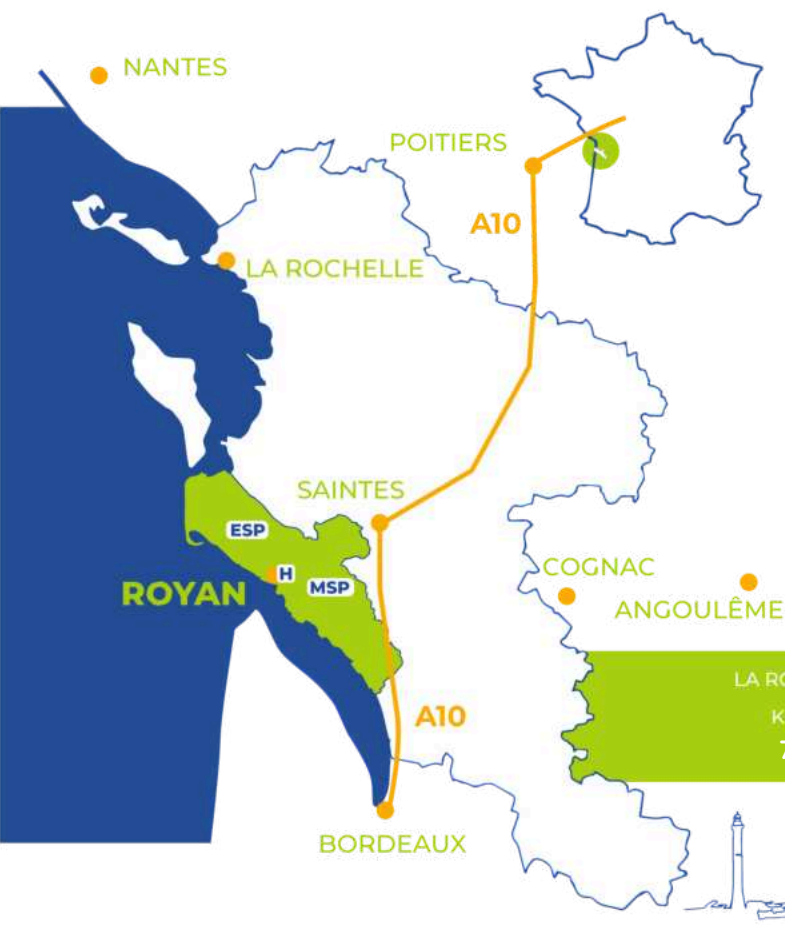 NANTES
POITIERS
A10
LA ROCHELLE
SAINTES
ESP
H
MSP
ROYAN
COGNAC
ANGOULÊME
A10
BORDEAUX